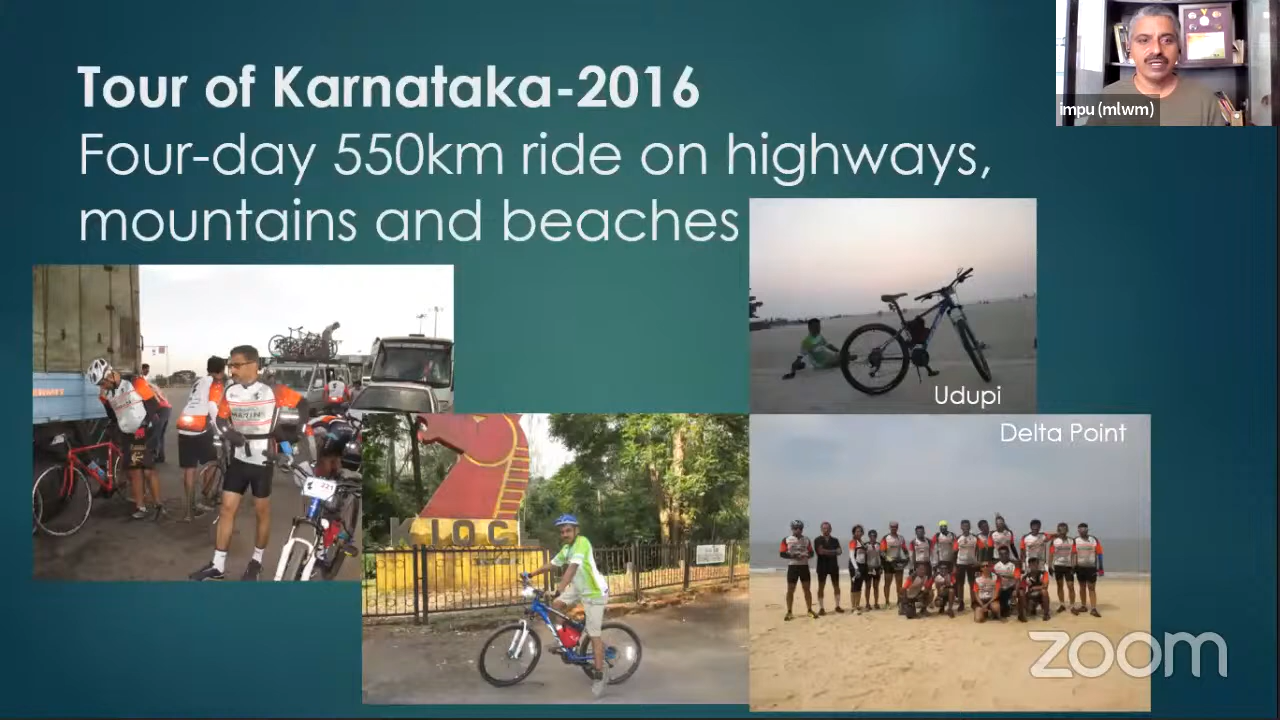 Tour of Karnataka-2016
Four-day 550km ride on highways,
mountains and beaches
impu (mlwm)
Udupi
Delta Point
KIOC
221
zoom